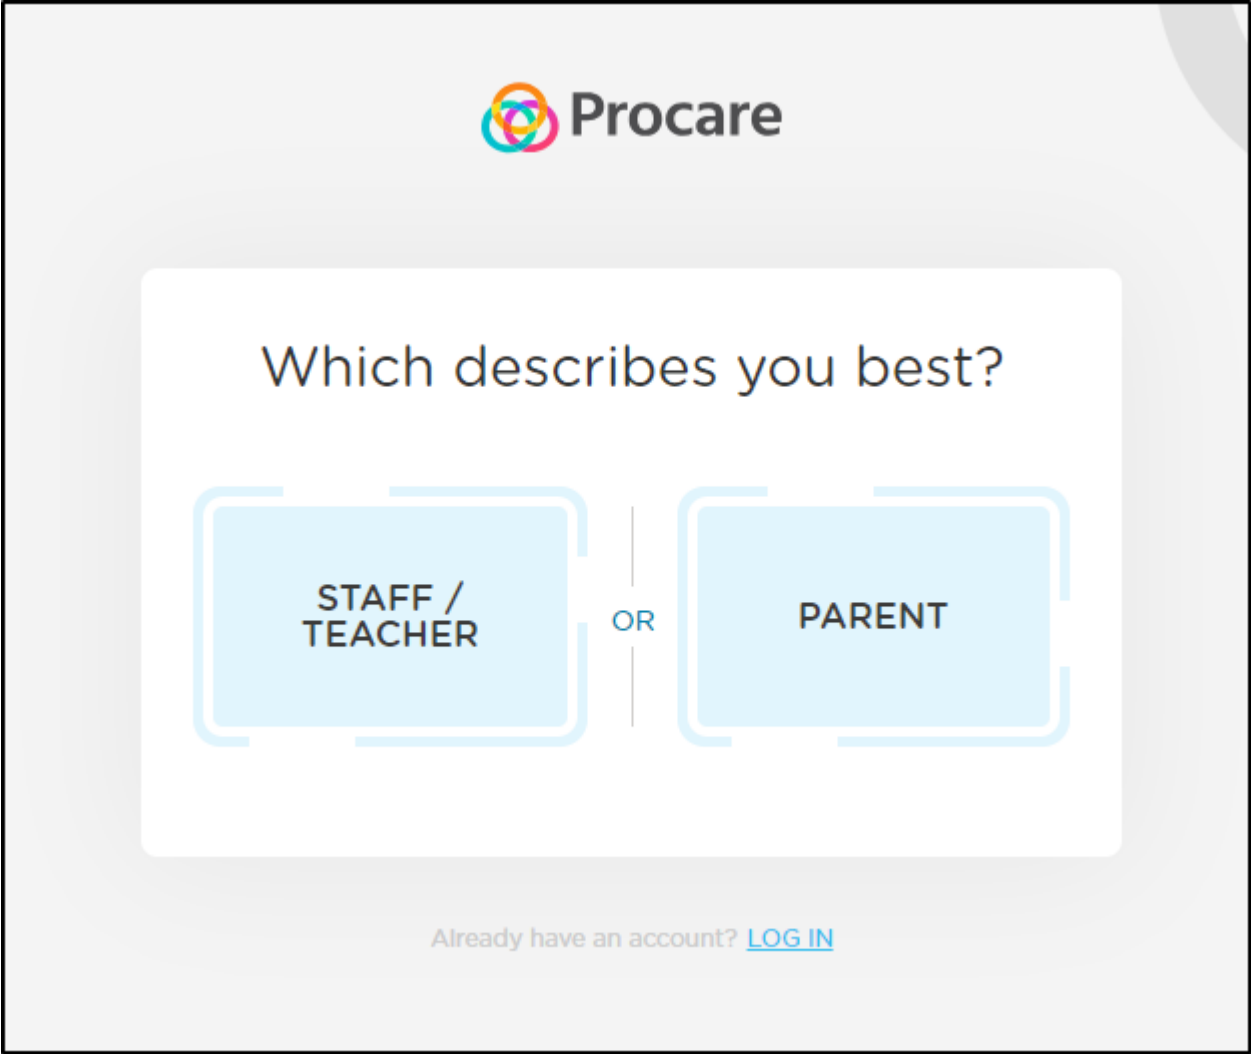 Procare
Which describes you best?
STAFF /
TEACHER
OR
PARENT
Already have an account? LOG IN